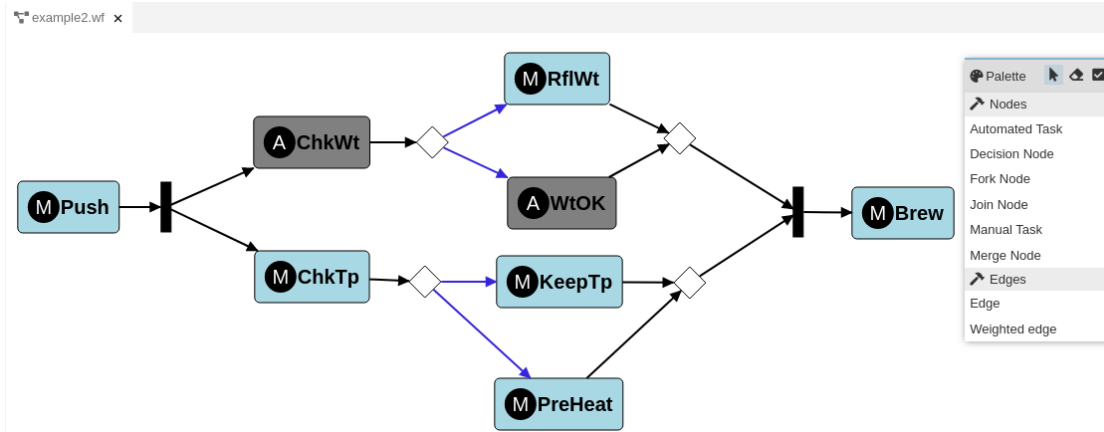 example2.wf
M Push
A ChkWt
M ChkTp
M RflWt
A WtOK
M KeepTp
M PreHeat
M Brew
Palette
Nodes
Automated Task
Decision Node
Fork Node
Join Node
Manual Task
Merge Node
Edges
Edge
Weighted edge